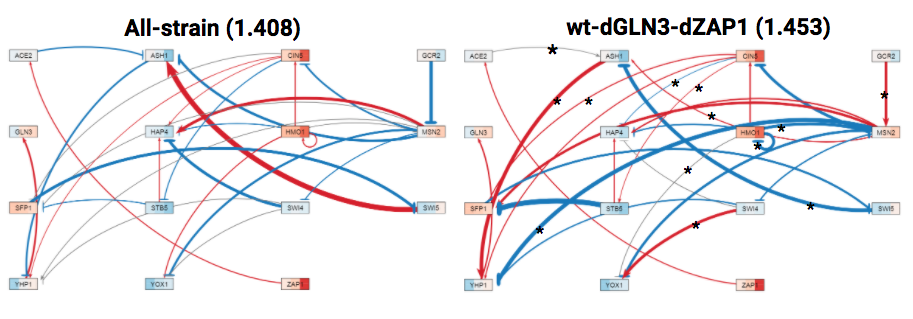 All-strain (1.408) wt-dGLN3-dZAP1 (1.453)
ACE2 ASH1 CIN5 GCR2 ACE2 * ASH1 CIN5 GCR2
* * * * *
*
GLN3 HAP4 HMO1 MSN2 GLN3 HAP4 HMO1 * MSN2
*
*
SFP1 STB5 SWI4 SWI5 SFP1 STB5 SWI4 * SWI5
* *
YHP1 YOX1 ZAP1 YHP1 YOX1 ZAP1